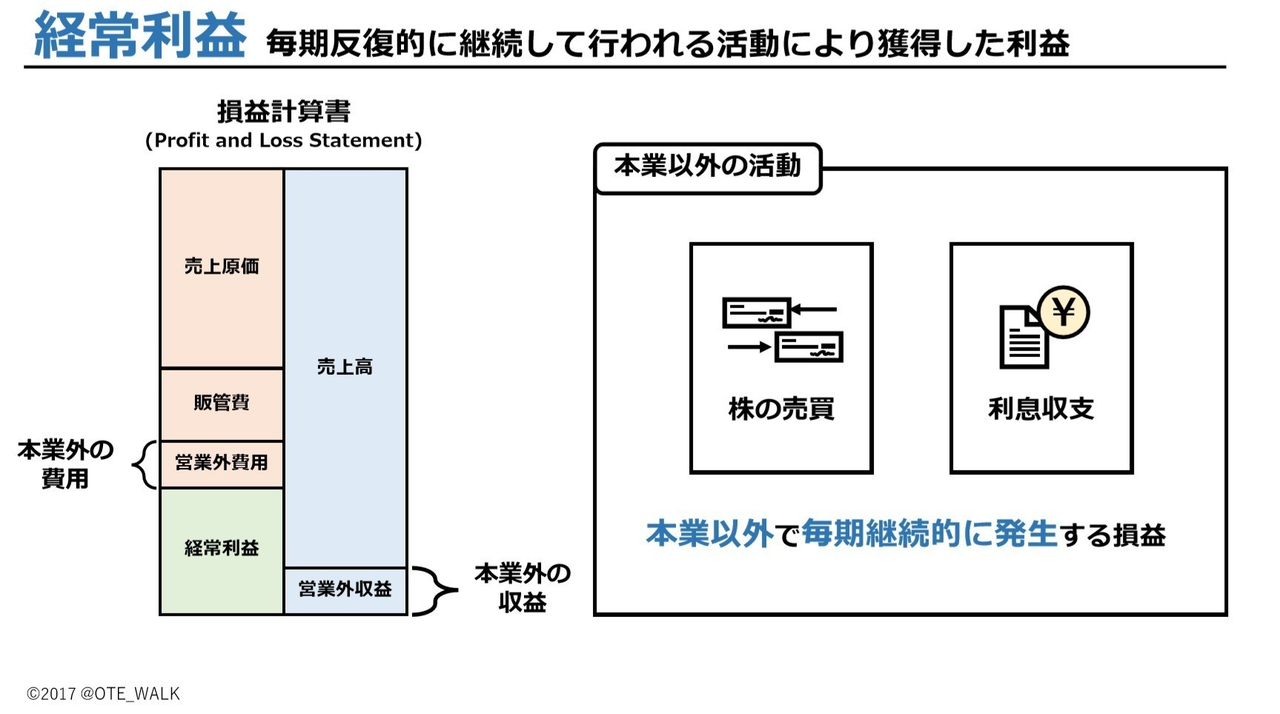 経常利益 毎期反復的に継続して行われる活動により獲得した利益
損益計算書
(Profit and Loss Statement)
売上原価
販管費
営業外費用
経常利益
売上高
営業外収益
本業外の
費用
本業外の
収益
本業以外の活動
¥
株の売買
利息収支
本業以外で毎期継続的に発生する損益
©2017 @OTE_WALK